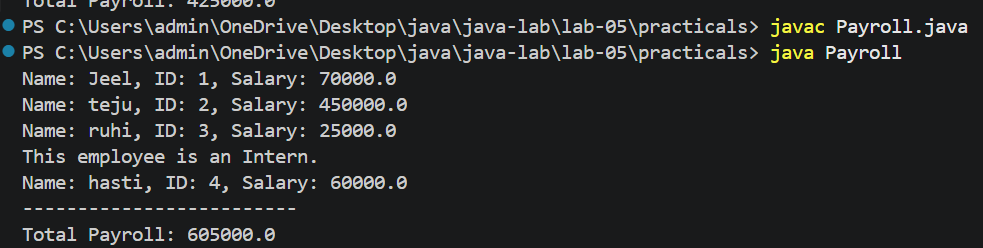 Total Payroll: 425000.0
PS C:\Users\admin\OneDrive\Desktop\java\java-lab\lab-05\practicals> javac Payroll.java
PS C:\Users\admin\OneDrive\Desktop\java\java-lab\lab-05\practicals> java Payroll
Name: Jeel, ID: 1, Salary: 70000.0
Name: teju, ID: 2, Salary: 450000.0
Name: ruhi, ID: 3, Salary: 25000.0
This employee is an Intern.
Name: hasti, ID: 4, Salary: 60000.0
-------------------------
Total Payroll: 605000.0